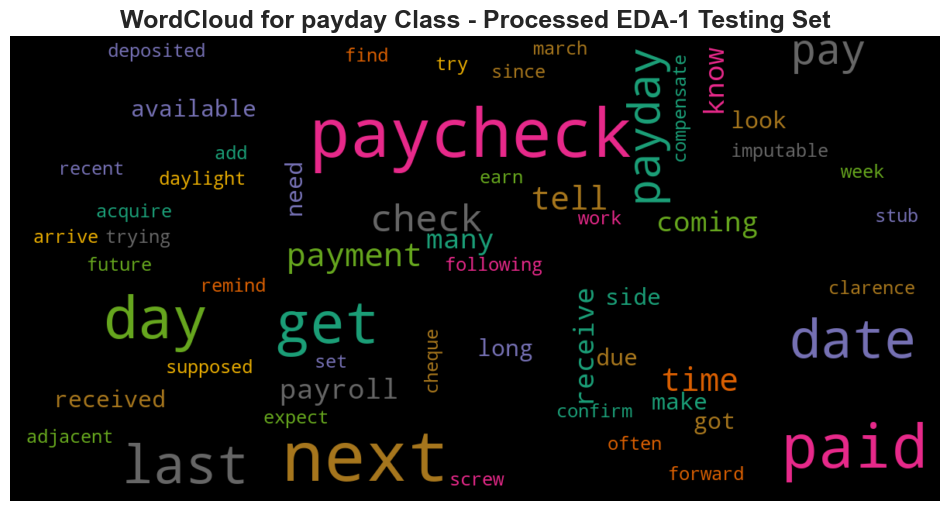 WordCloud for payday Class - Processed EDA-1 Testing Set
deposited
find
try
march
since
pay
payday
compensate
know
available
paycheck
look
add
imputable
recent
daylight
need
earn
tell
week
acquire
check
work
coming
stub
arrive
trying
many
payment
following
future
remind
receive
side
clarence
day
get
long
date
supposed
set
cheque
due
time
received
payroll
make
expect
confirm
got
adjacent
last
next
often
paid
screw
forward